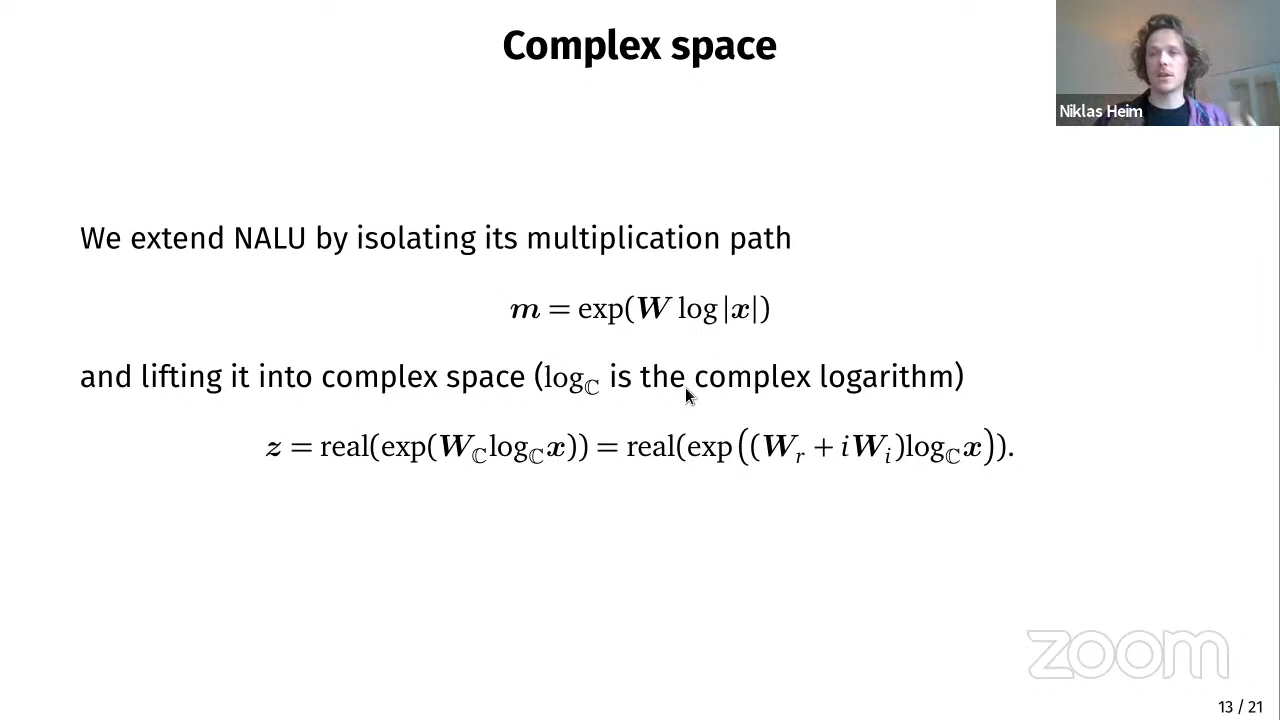 Complex space
Niklas Heim
We extend NALU by isolating its multiplication path
m = exp(W log|x|)
and lifting it into complex space (log_ℂ is the complex logarithm)
z = real(exp(W_ℂ log_ℂ x)) = real(exp((W_r + iW_i)log_ℂ x)).
zoom
13 / 21